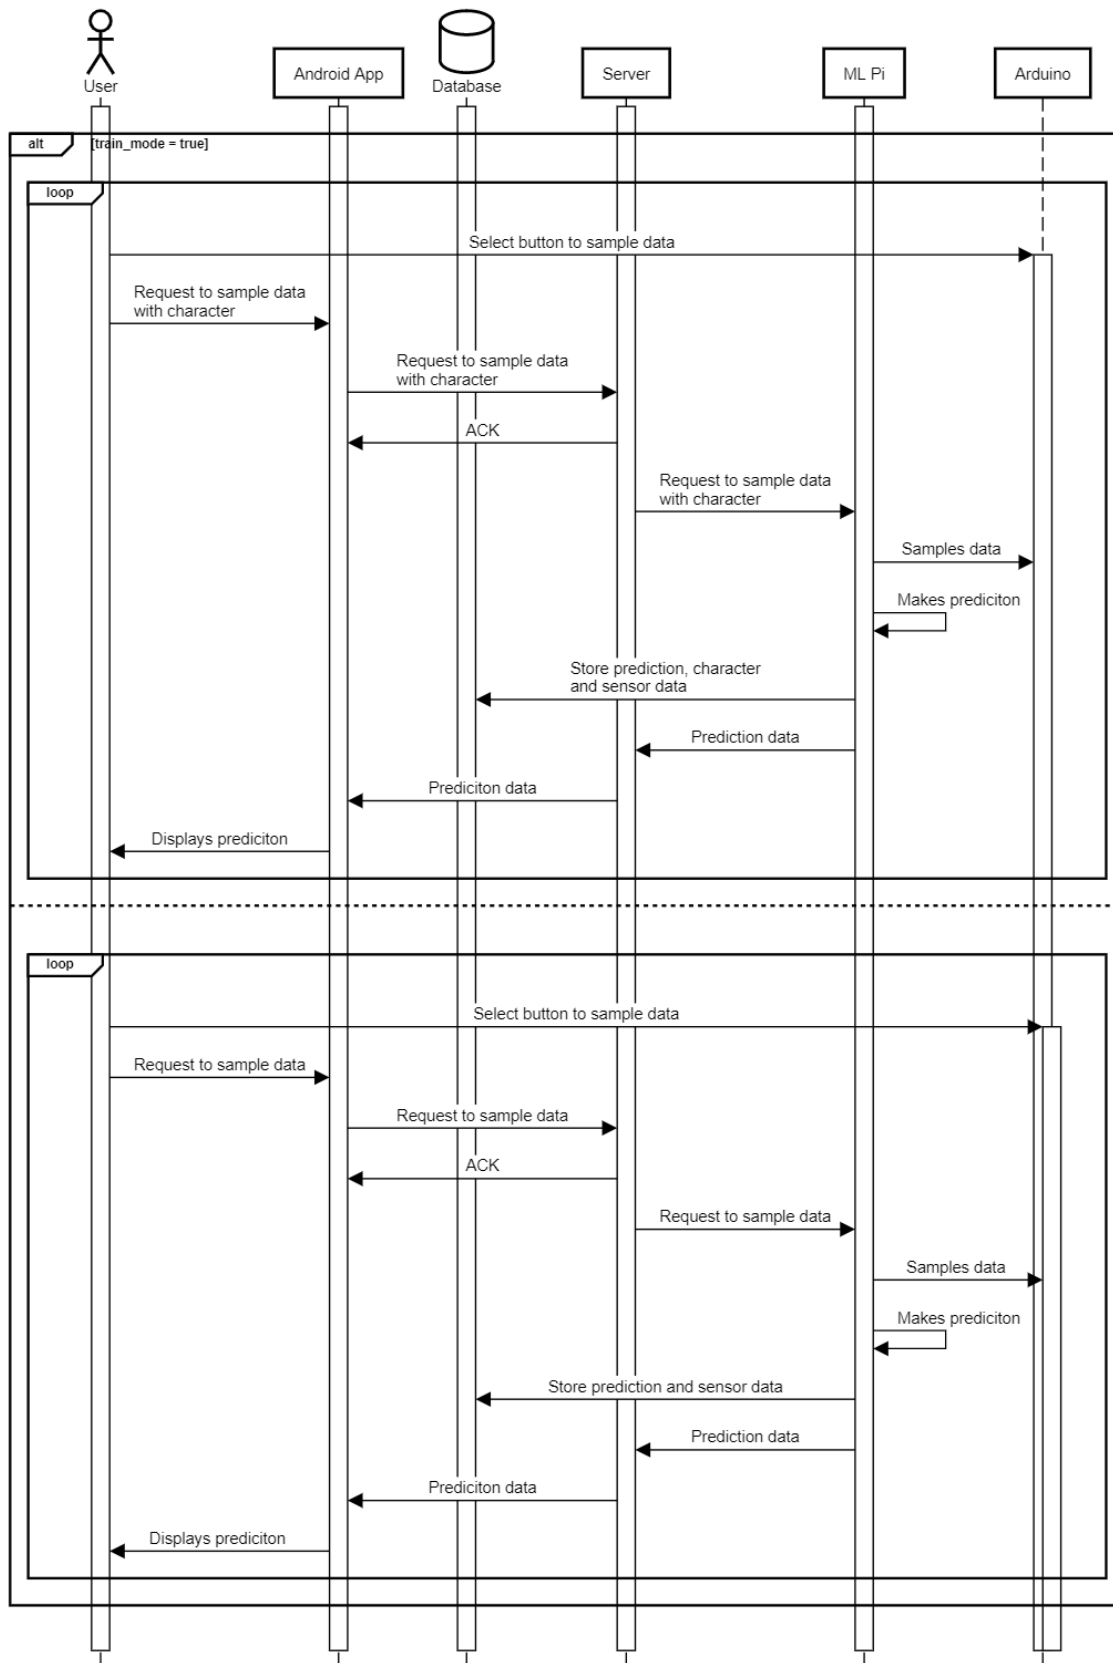 User
Android App
Database
Server
ML Pi
Arduino
alt
[train_mode = true]
loop
Select button to sample data
Request to sample data
with character
Request to sample data
with character
ACK
Request to sample data
with character
Samples data
Makes prediciton
Store prediction, character
and sensor data
Prediction data
Prediciton data
Displays prediciton
loop
Select button to sample data
Request to sample data
Request to sample data
ACK
Request to sample data
Samples data
Makes prediciton
Store prediction and sensor data
Prediction data
Prediciton data
Displays prediciton